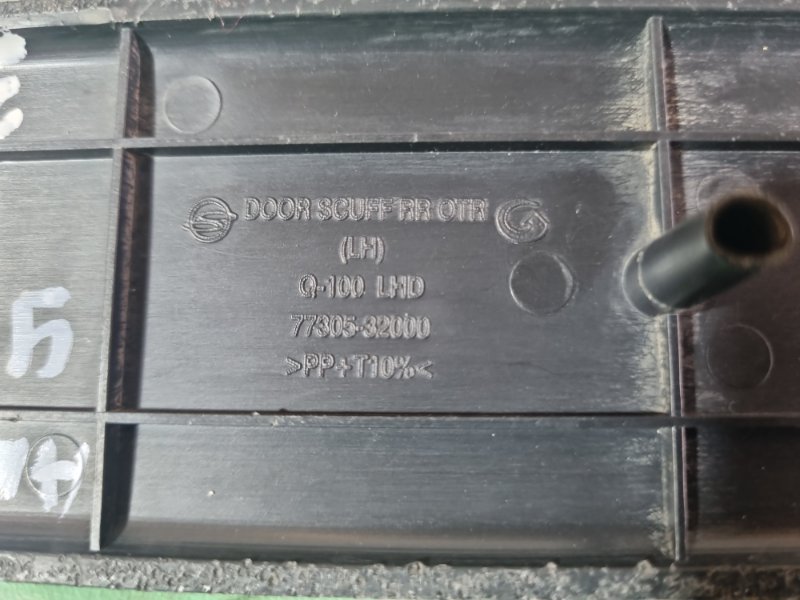 DOOR SCUFF RR OTR
(LH)
Q-100 LHD
77305-32000
>PP+T10%<